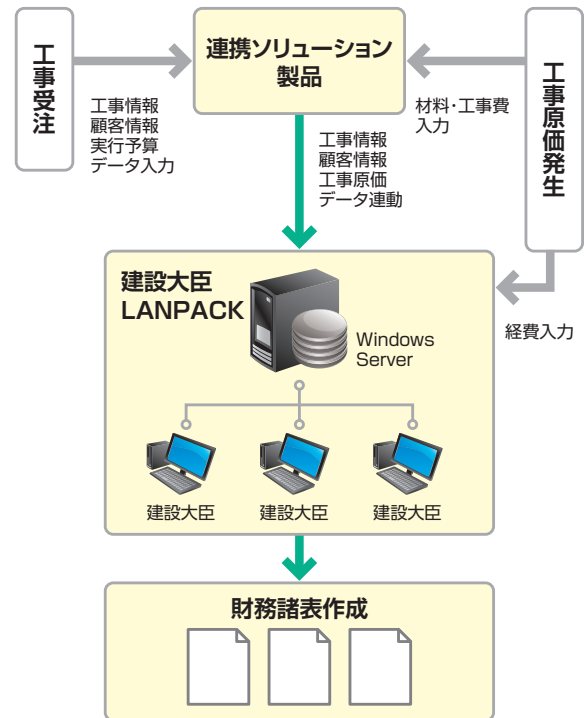 工事受注
連携ソリューション
製品
工事原価発生
工事情報
顧客情報
実行予算
データ入力
材料・工事費
入力
工事情報
顧客情報
工事原価
データ連動
建設大臣
LANPACK
Windows
Server
経費入力
建設大臣
建設大臣
建設大臣
財務諸表作成